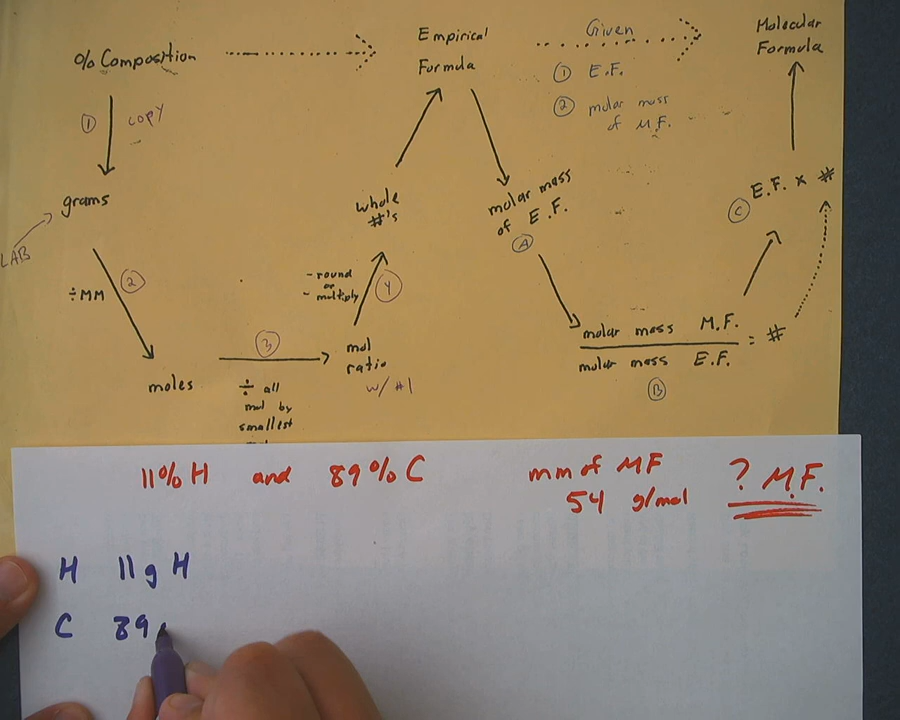 % Composition
Empirical
Formula
Given
① E.F.
② molar mass
of M.F.
Molecular
Formula
① copy
grams
LAB
÷MM
②
moles
③
÷ all
mol by
smallest
mol
ratio
w/ #1
- round
or
- multiply
④
whole
#'s
molar mass
of E.F.
Ⓐ
molar mass M.F.
molar mass E.F.
= #
Ⓑ
Ⓒ E.F. x #
11% H and 89% C
mm of MF
54 g/mol
? M.F.
H 11g H
C 89